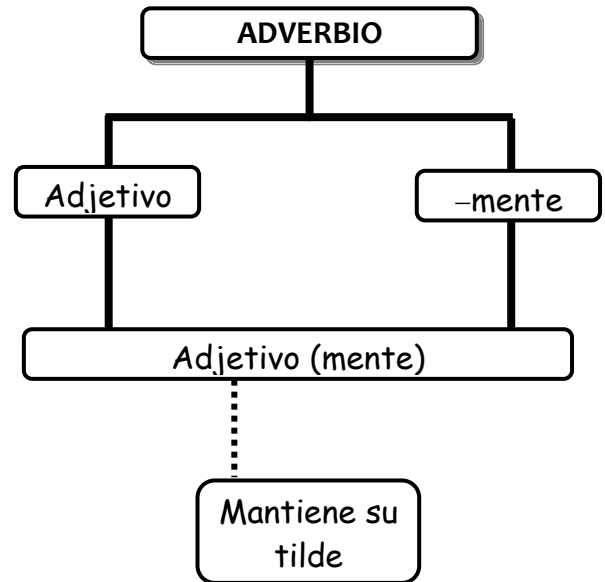 ADVERBIO
Adjetivo
–mente
Adjetivo (mente)
Mantiene su
tilde